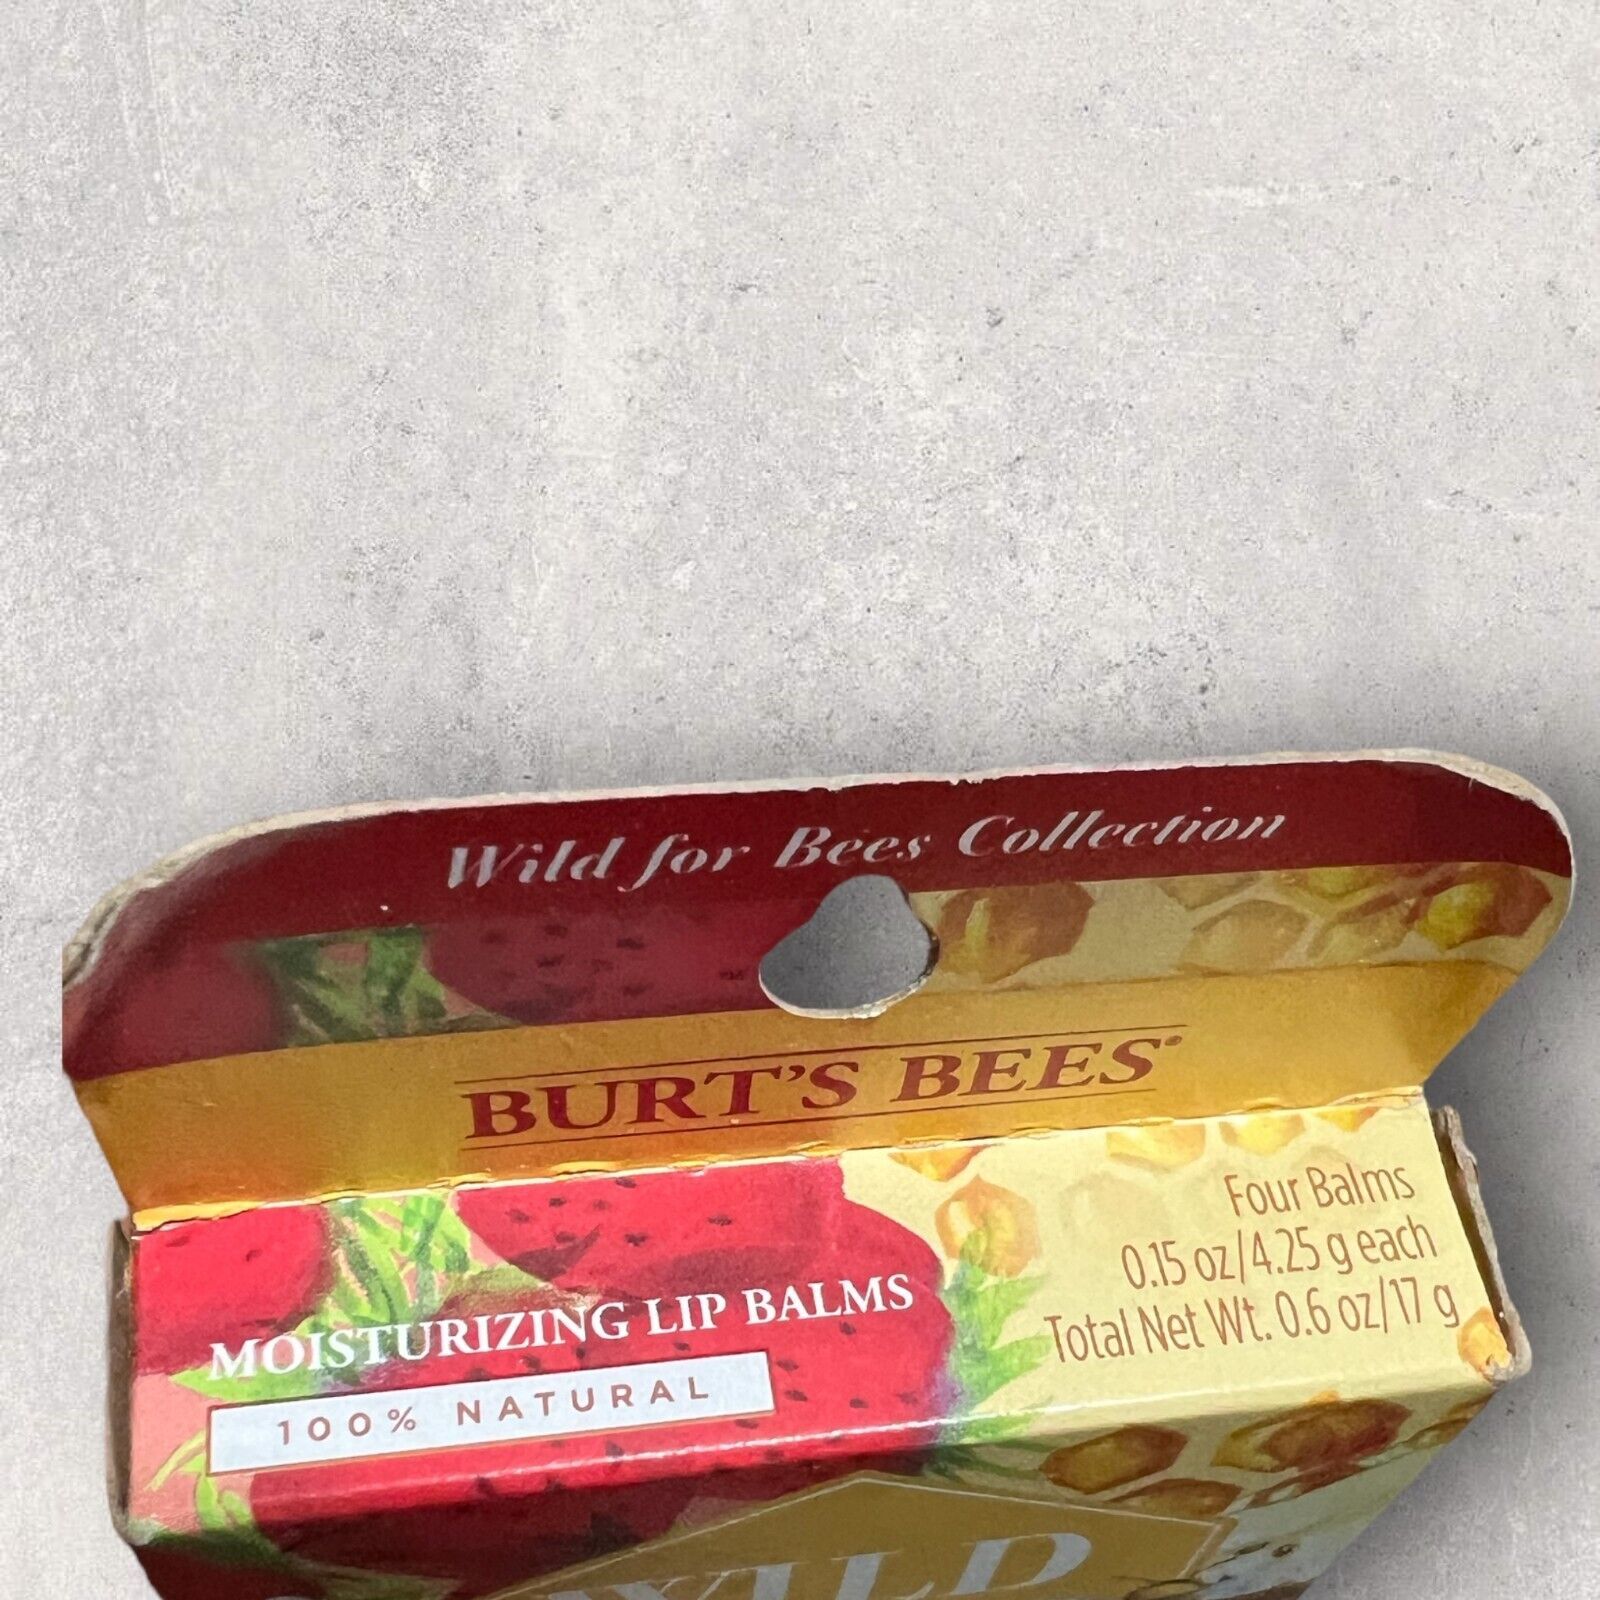 Wild for Bees Collection
BURT'S BEES®
Four Balms
0.15 oz/4.25 g each
Total Net Wt. 0.6 oz/17 g
MOISTURIZING LIP BALMS
100% NATURAL
WILD